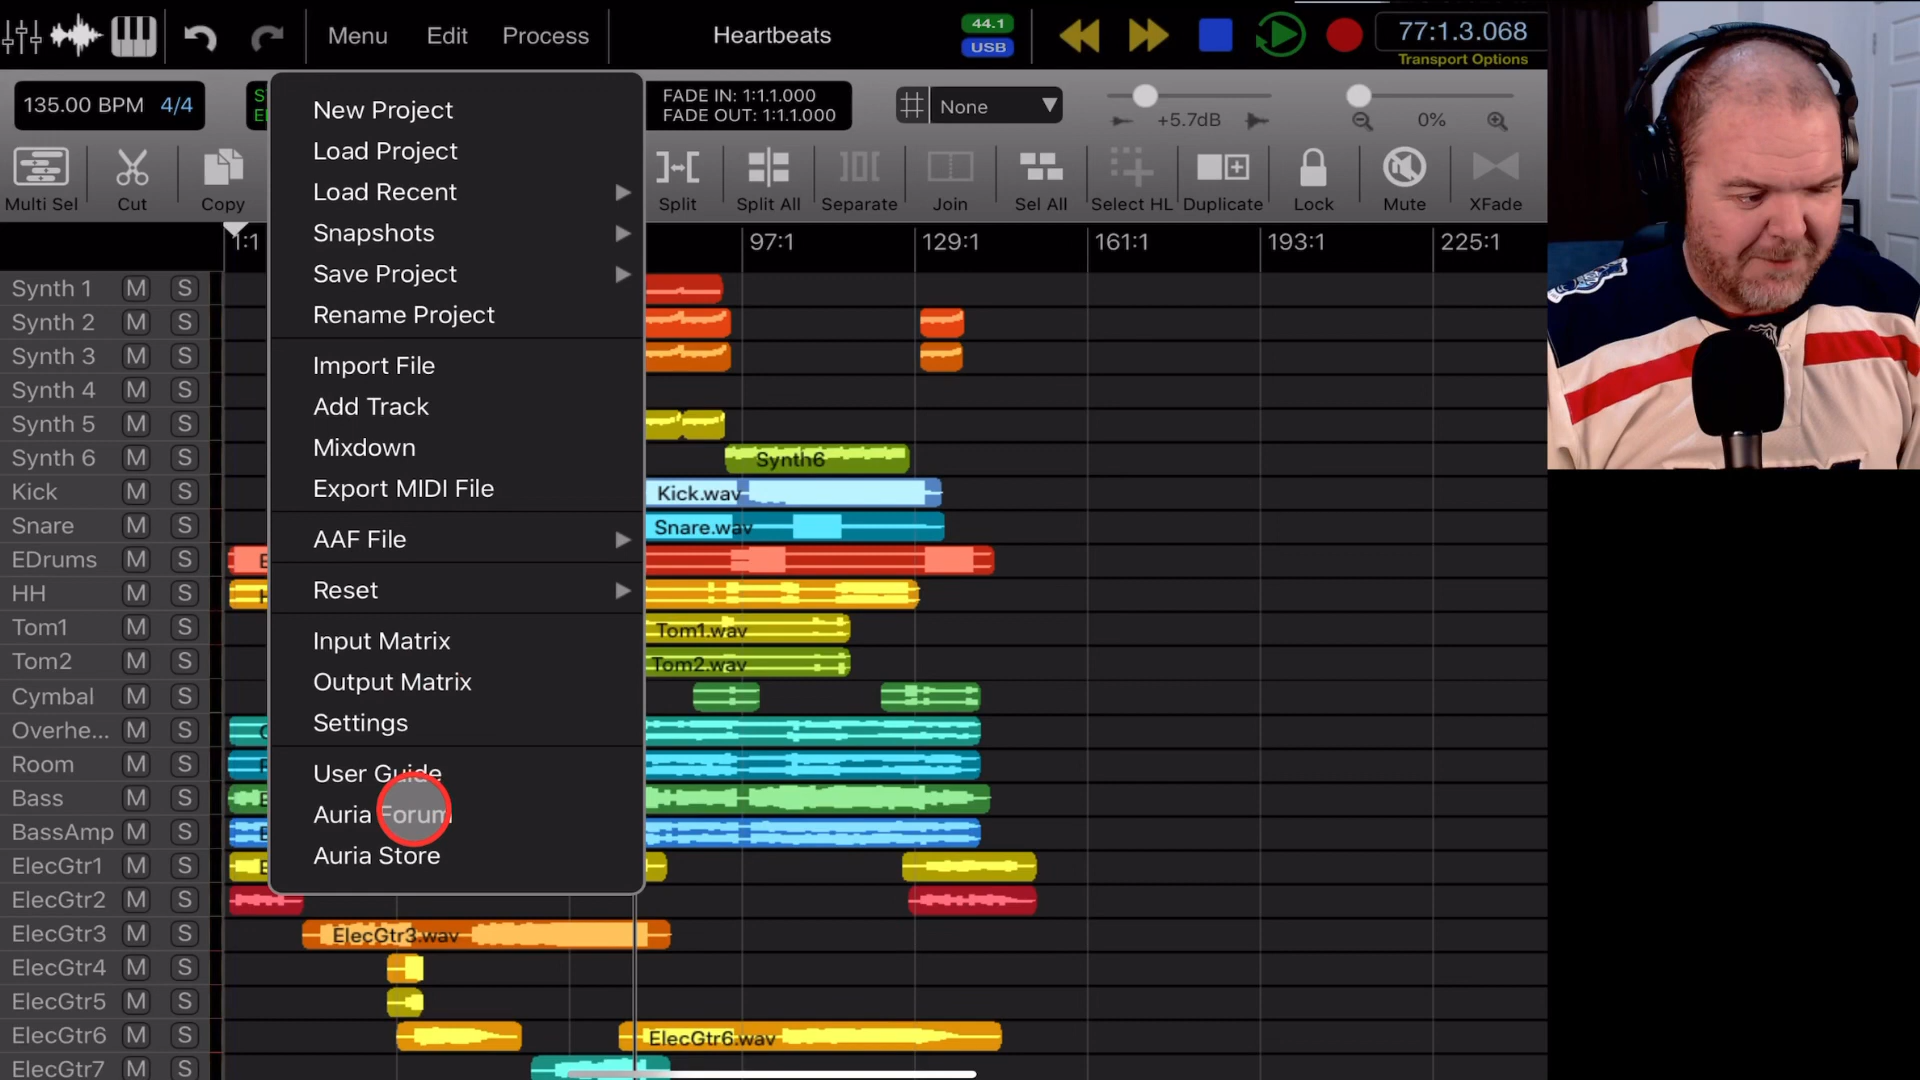 Menu Edit Process Heartbeats 44.1 USB 77:1.3.068
Transport Options
135.00 BPM 4/4 FADE IN: 1:1.1.000
FADE OUT: 1:1.1.000
None +5.7dB 0%
Multi Sel Cut Copy Split Split All Separate Join Sel All Select HL Duplicate Lock Mute XFade
1:1 97:1 129:1 161:1 193:1 225:1
New Project
Load Project
Load Recent
Snapshots
Save Project
Rename Project
Import File
Add Track
Mixdown
Export MIDI File
AAF File
Reset
Input Matrix
Output Matrix
Settings
User Guide
Auria Forum
Auria Store
Synth 1 M S
Synth 2 M S
Synth 3 M S
Synth 4 M S
Synth 5 M S
Synth 6 M S Synth6
Kick M S Kick.wav
Snare M S Snare.wav
EDrums M S
HH M S
Tom1 M S Tom1.wav
Tom2 M S Tom2.wav
Cymbal M S
Overhe... M S
Room M S
Bass M S
BassAmp M S
ElecGtr1 M S
ElecGtr2 M S
ElecGtr3 M S ElecGtr3.wav
ElecGtr4 M S
ElecGtr5 M S
ElecGtr6 M S ElecGtr6.wav
ElecGtr7 M S